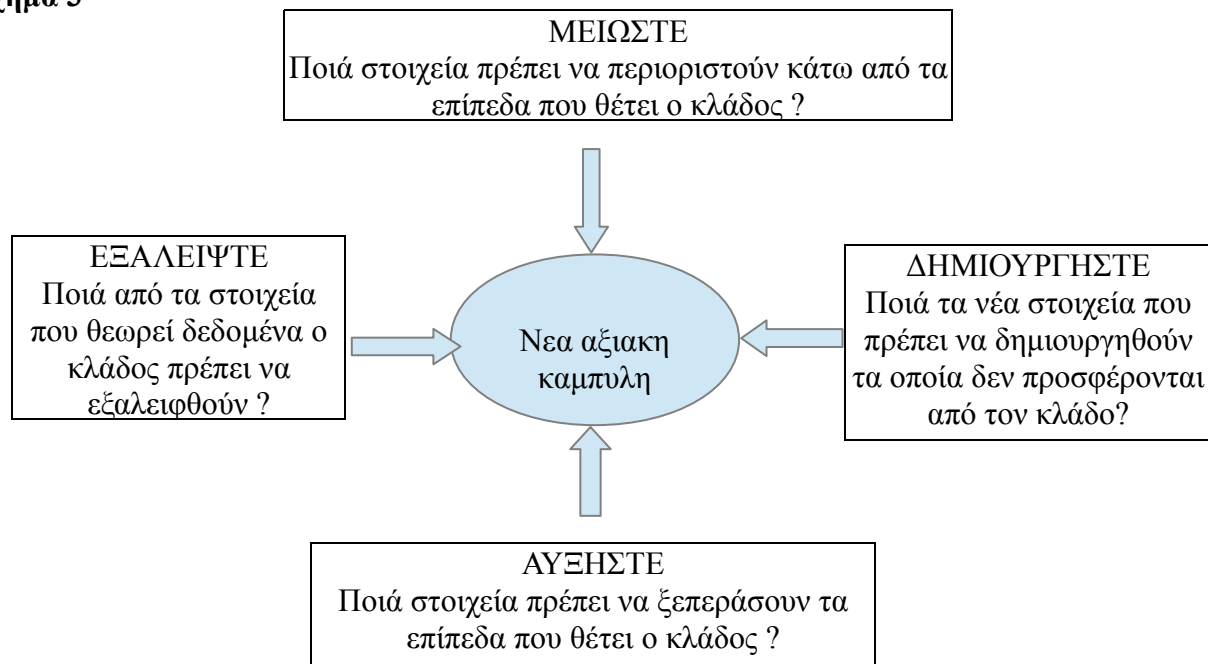 χήμα 3
ΜΕΙΩΣΤΕ
Ποιά στοιχεία πρέπει να περιοριστούν κάτω από τα
επίπεδα που θέτει ο κλάδος ?
ΕΞΑΛΕΙΨΤΕ
Ποιά από τα στοιχεία
που θεωρεί δεδομένα ο
κλάδος πρέπει να
εξαλειφθούν ?
Νεα αξιακη
καμπυλη
ΔΗΜΙΟΥΡΓΗΣΤΕ
Ποιά τα νέα στοιχεία που
πρέπει να δημιουργηθούν
τα οποία δεν προσφέρονται
από τον κλάδο?
ΑΥΞΗΣΤΕ
Ποιά στοιχεία πρέπει να ξεπεράσουν τα
επίπεδα που θέτει ο κλάδος ?